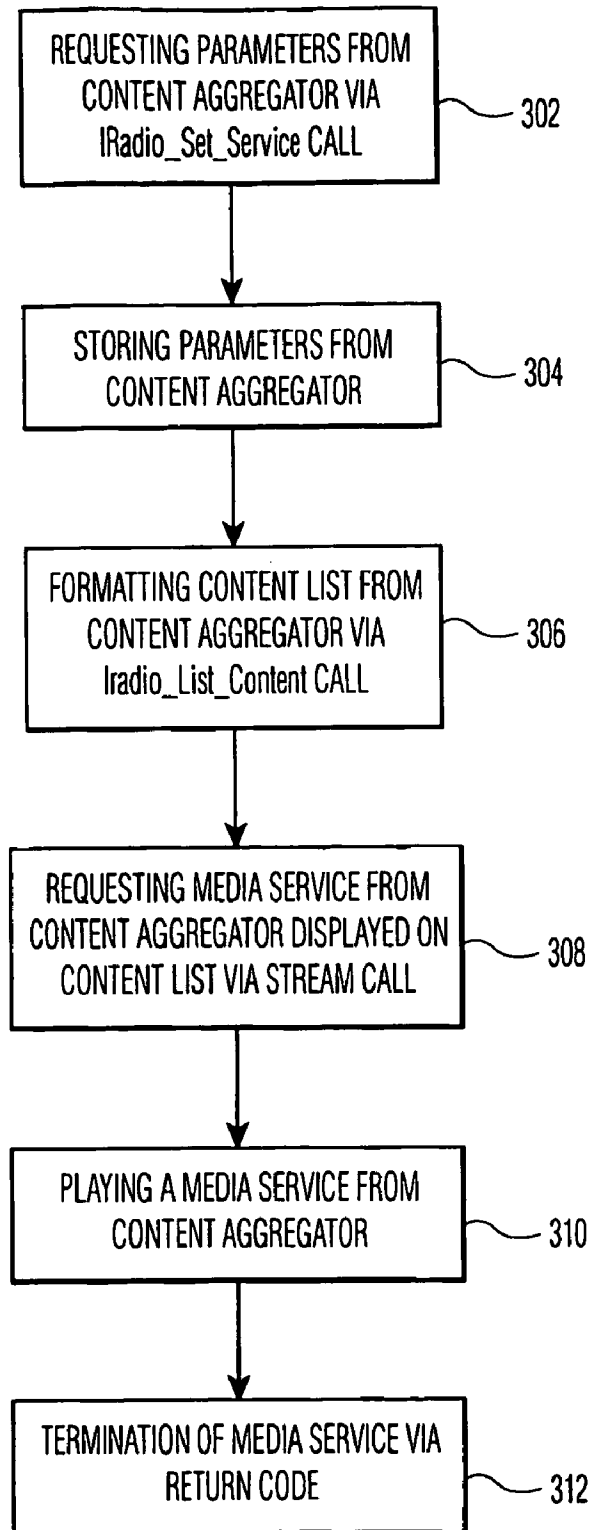 REQUESTING PARAMETERS FROM
CONTENT AGGREGATOR VIA
IRadio_Set_Service CALL
302
STORING PARAMETERS FROM
CONTENT AGGREGATOR
304
FORMATTING CONTENT LIST FROM
CONTENT AGGREGATOR VIA
Iradio_List_Content CALL
306
REQUESTING MEDIA SERVICE FROM
CONTENT AGGREGATOR DISPLAYED ON
CONTENT LIST VIA STREAM CALL
308
PLAYING A MEDIA SERVICE FROM
CONTENT AGGREGATOR
310
TERMINATION OF MEDIA SERVICE VIA
RETURN CODE
312